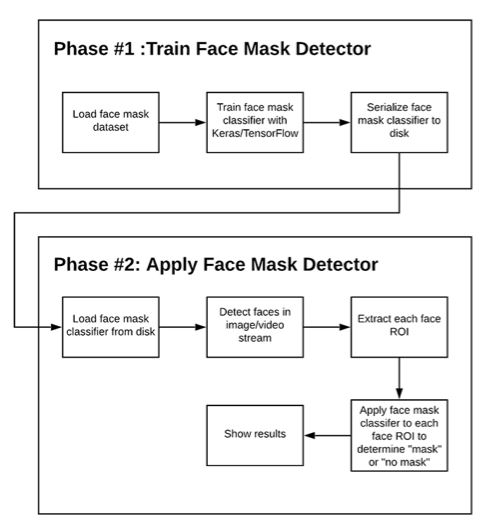 Phase #1 :Train Face Mask Detector
Load face mask
dataset
Train face mask
classifier with
Keras/TensorFlow
Serialize face
mask classifier to
disk
Phase #2: Apply Face Mask Detector
Load face mask
classifier from disk
Detect faces in
image/video
stream
Extract each face
ROI
Apply face mask
classifer to each
face ROI to
determine "mask"
or "no mask"
Show results